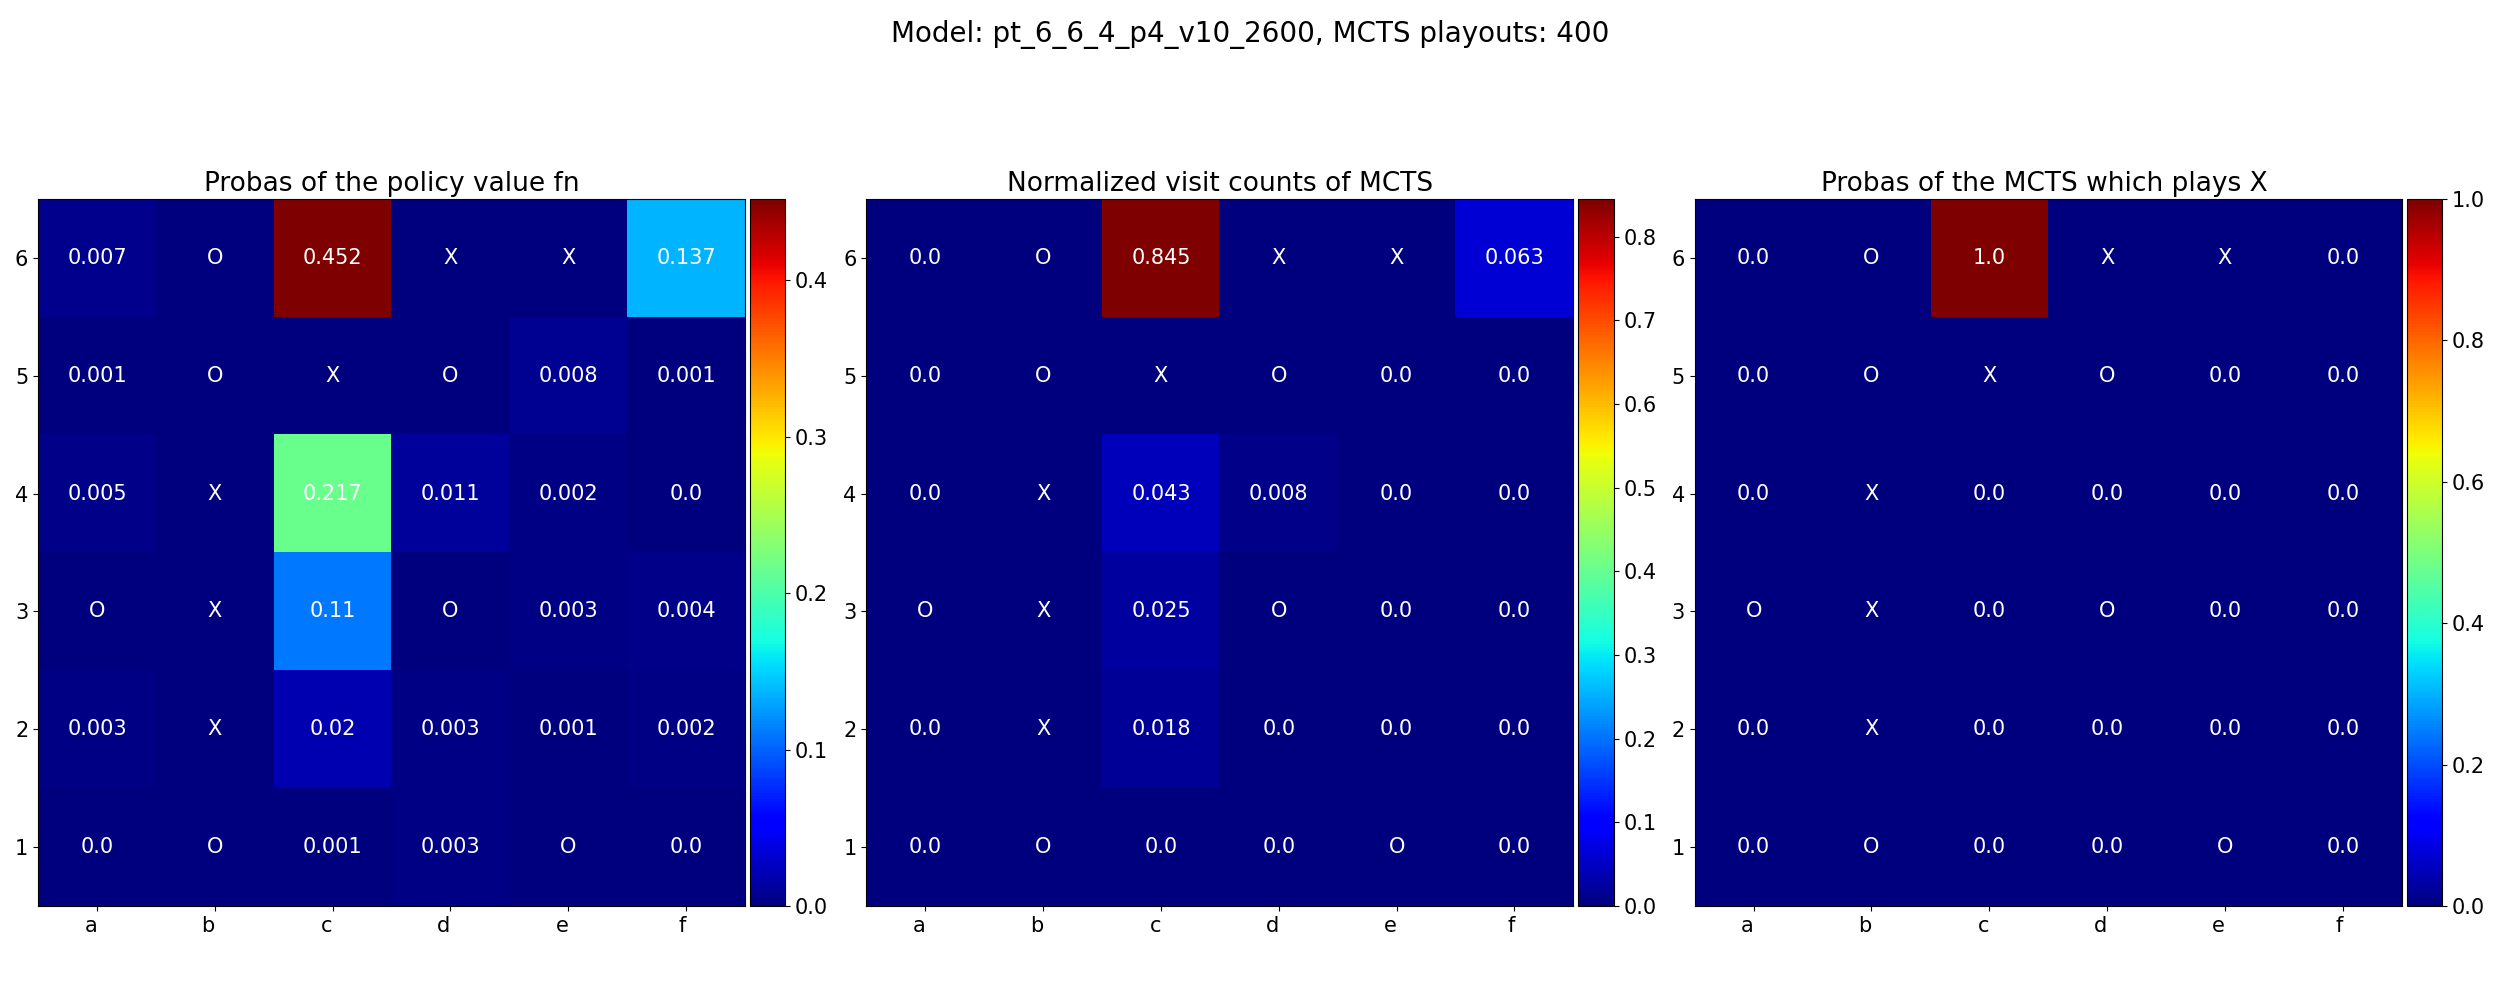 Model: pt_6_6_4_p4_v10_2600, MCTS playouts: 400
Probas of the policy value fn
6 0.007 O 0.452 X X 0.137
5 0.001 O X O 0.008 0.001
4 0.005 X 0.217 0.011 0.002 0.0
3 O X 0.11 O 0.003 0.004
2 0.003 X 0.02 0.003 0.001 0.002
1 0.0 O 0.001 0.003 O 0.0
a b c d e f
0.4
0.3
0.2
0.1
0.0
Normalized visit counts of MCTS
6 0.0 O 0.845 X X 0.063
5 0.0 O X O 0.0 0.0
4 0.0 X 0.043 0.008 0.0 0.0
3 O X 0.025 O 0.0 0.0
2 0.0 X 0.018 0.0 0.0 0.0
1 0.0 O 0.0 0.0 O 0.0
a b c d e f
0.8
0.7
0.6
0.5
0.4
0.3
0.2
0.1
0.0
Probas of the MCTS which plays X
6 0.0 O 1.0 X X 0.0
5 0.0 O X O 0.0 0.0
4 0.0 X 0.0 0.0 0.0 0.0
3 O X 0.0 O 0.0 0.0
2 0.0 X 0.0 0.0 0.0 0.0
1 0.0 O 0.0 0.0 O 0.0
a b c d e f
1.0
0.8
0.6
0.4
0.2
0.0